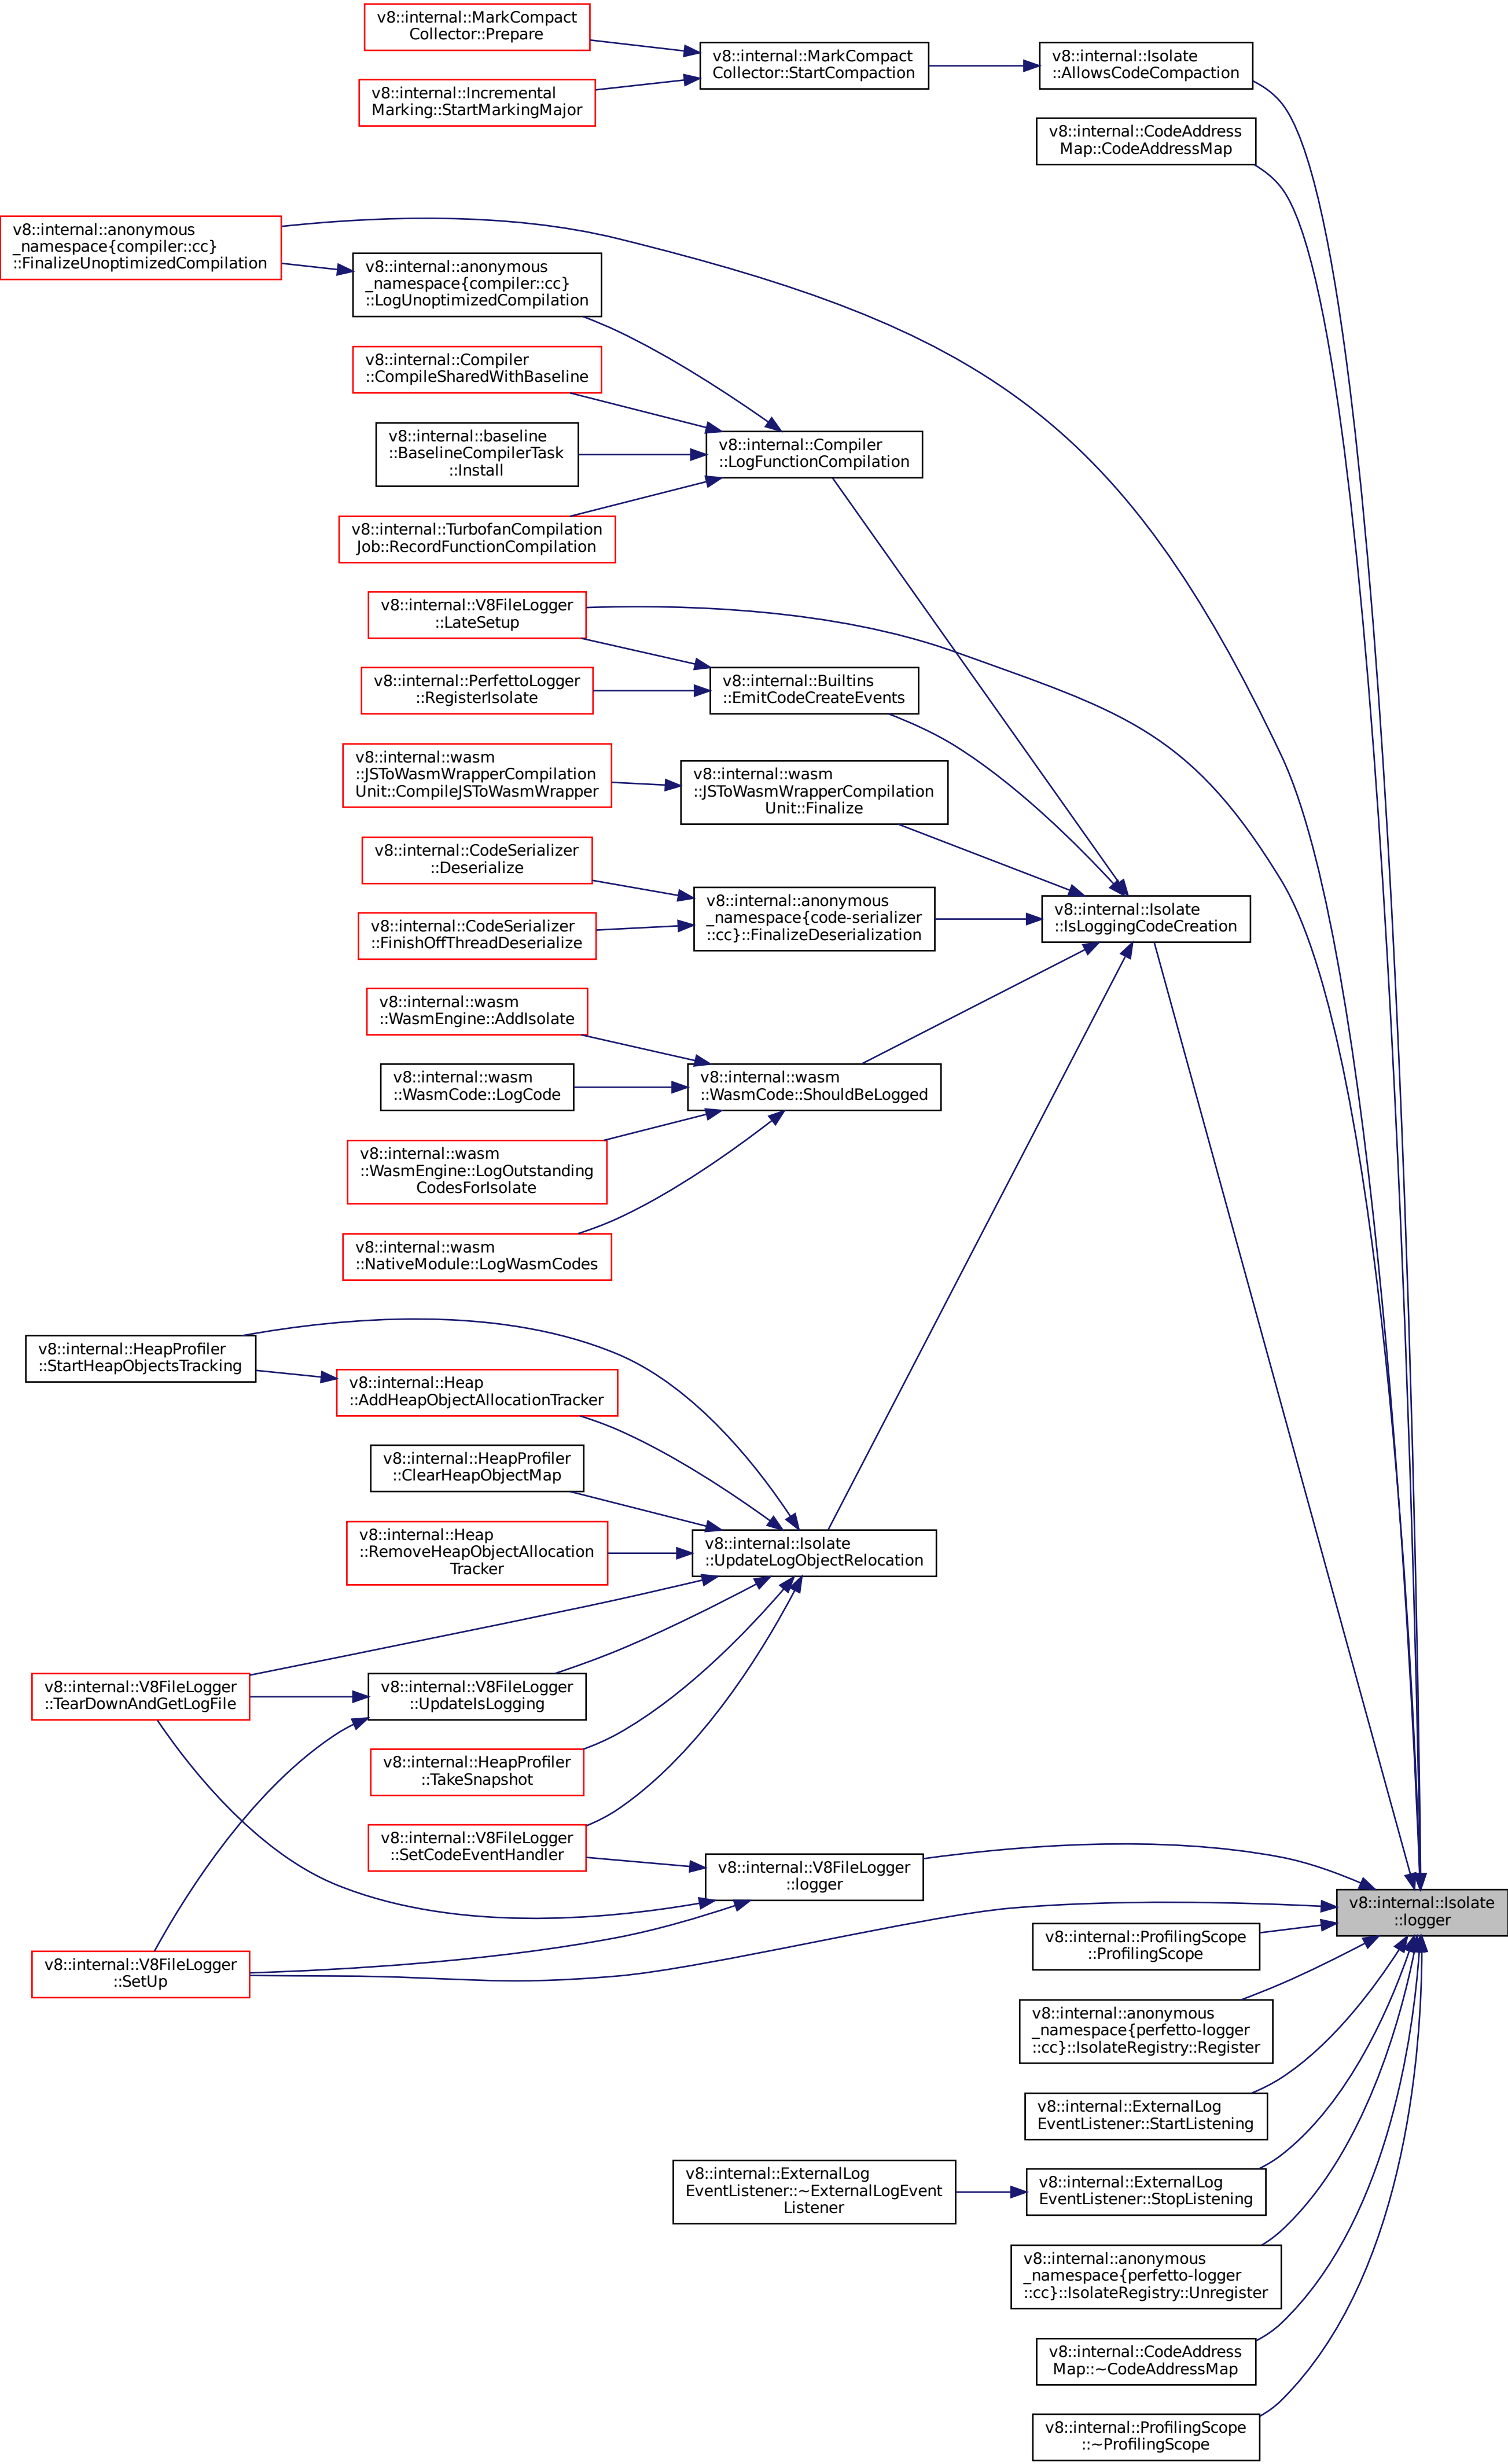 v8::internal::MarkCompact
Collector::Prepare
v8::internal::MarkCompact
Collector::StartCompaction
v8::internal::Isolate
::AllowsCodeCompaction
v8::internal::Incremental
Marking::StartMarkingMajor
v8::internal::CodeAddress
Map::CodeAddressMap
v8::internal::anonymous
_namespace{compiler::cc}
::FinalizeUnoptimizedCompilation
v8::internal::anonymous
_namespace{compiler::cc}
::LogUnoptimizedCompilation
v8::internal::Compiler
::CompileSharedWithBaseline
v8::internal::baseline
::BaselineCompilerTask
::Install
v8::internal::Compiler
::LogFunctionCompilation
v8::internal::TurbofanCompilation
Job::RecordFunctionCompilation
v8::internal::V8FileLogger
::LateSetup
v8::internal::PerfettoLogger
::RegisterIsolate
v8::internal::Builtins
::EmitCodeCreateEvents
v8::internal::wasm
::JSToWasmWrapperCompilation
Unit::CompileJSToWasmWrapper
v8::internal::wasm
::JSToWasmWrapperCompilation
Unit::Finalize
v8::internal::CodeSerializer
::Deserialize
v8::internal::anonymous
_namespace{code-serializer
::cc}::FinalizeDeserialization
v8::internal::Isolate
::IsLoggingCodeCreation
v8::internal::CodeSerializer
::FinishOffThreadDeserialize
v8::internal::wasm
::WasmEngine::AddIsolate
v8::internal::wasm
::WasmCode::LogCode
v8::internal::wasm
::WasmCode::ShouldBeLogged
v8::internal::wasm
::WasmEngine::LogOutstanding
CodesForIsolate
v8::internal::wasm
::NativeModule::LogWasmCodes
v8::internal::HeapProfiler
::StartHeapObjectsTracking
v8::internal::Heap
::AddHeapObjectAllocationTracker
v8::internal::HeapProfiler
::ClearHeapObjectMap
v8::internal::Heap
::RemoveHeapObjectAllocation
Tracker
v8::internal::Isolate
::UpdateLogObjectRelocation
v8::internal::V8FileLogger
::TearDownAndGetLogFile
v8::internal::V8FileLogger
::UpdateIsLogging
v8::internal::HeapProfiler
::TakeSnapshot
v8::internal::V8FileLogger
::SetCodeEventHandler
v8::internal::V8FileLogger
::logger
v8::internal::Isolate
::logger
v8::internal::V8FileLogger
::SetUp
v8::internal::ProfilingScope
::ProfilingScope
v8::internal::anonymous
_namespace{perfetto-logger
::cc}::IsolateRegistry::Register
v8::internal::ExternalLog
EventListener::StartListening
v8::internal::ExternalLog
EventListener::~ExternalLogEvent
Listener
v8::internal::ExternalLog
EventListener::StopListening
v8::internal::anonymous
_namespace{perfetto-logger
::cc}::IsolateRegistry::Unregister
v8::internal::CodeAddress
Map::~CodeAddressMap
v8::internal::ProfilingScope
::~ProfilingScope